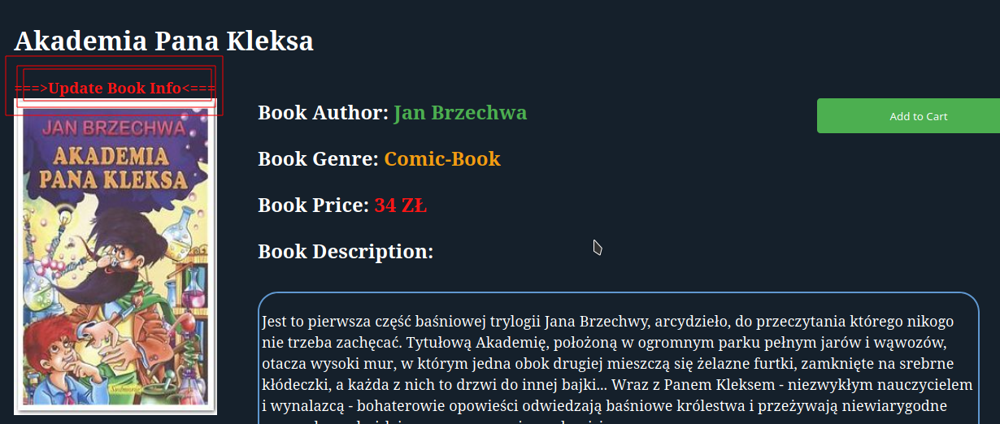 Akademia Pana Kleksa
===>Update Book Info<===
JAN BRZECHWA
AKADEMIA
PANA KLEKSA
Siedmioróg
Book Author: Jan Brzechwa
Add to Cart
Book Genre: Comic-Book
Book Price: 34 ZŁ
Book Description:
Jest to pierwsza część baśniowej trylogii Jana Brzechwy, arcydzieło, do przeczytania którego nikogo
nie trzeba zachęcać. Tytułową Akademię, położoną w ogromnym parku pełnym jarów i wąwozów,
otacza wysoki mur, w którym jedna obok drugiej mieszczą się żelazne furtki, zamknięte na srebrne
kłódeczki, a każda z nich to drzwi do innej bajki... Wraz z Panem Kleksem - niezwykłym nauczycielem
i wynalazcą - bohaterowie opowieści odwiedzają baśniowe królestwa i przeżywają niewiarygodne